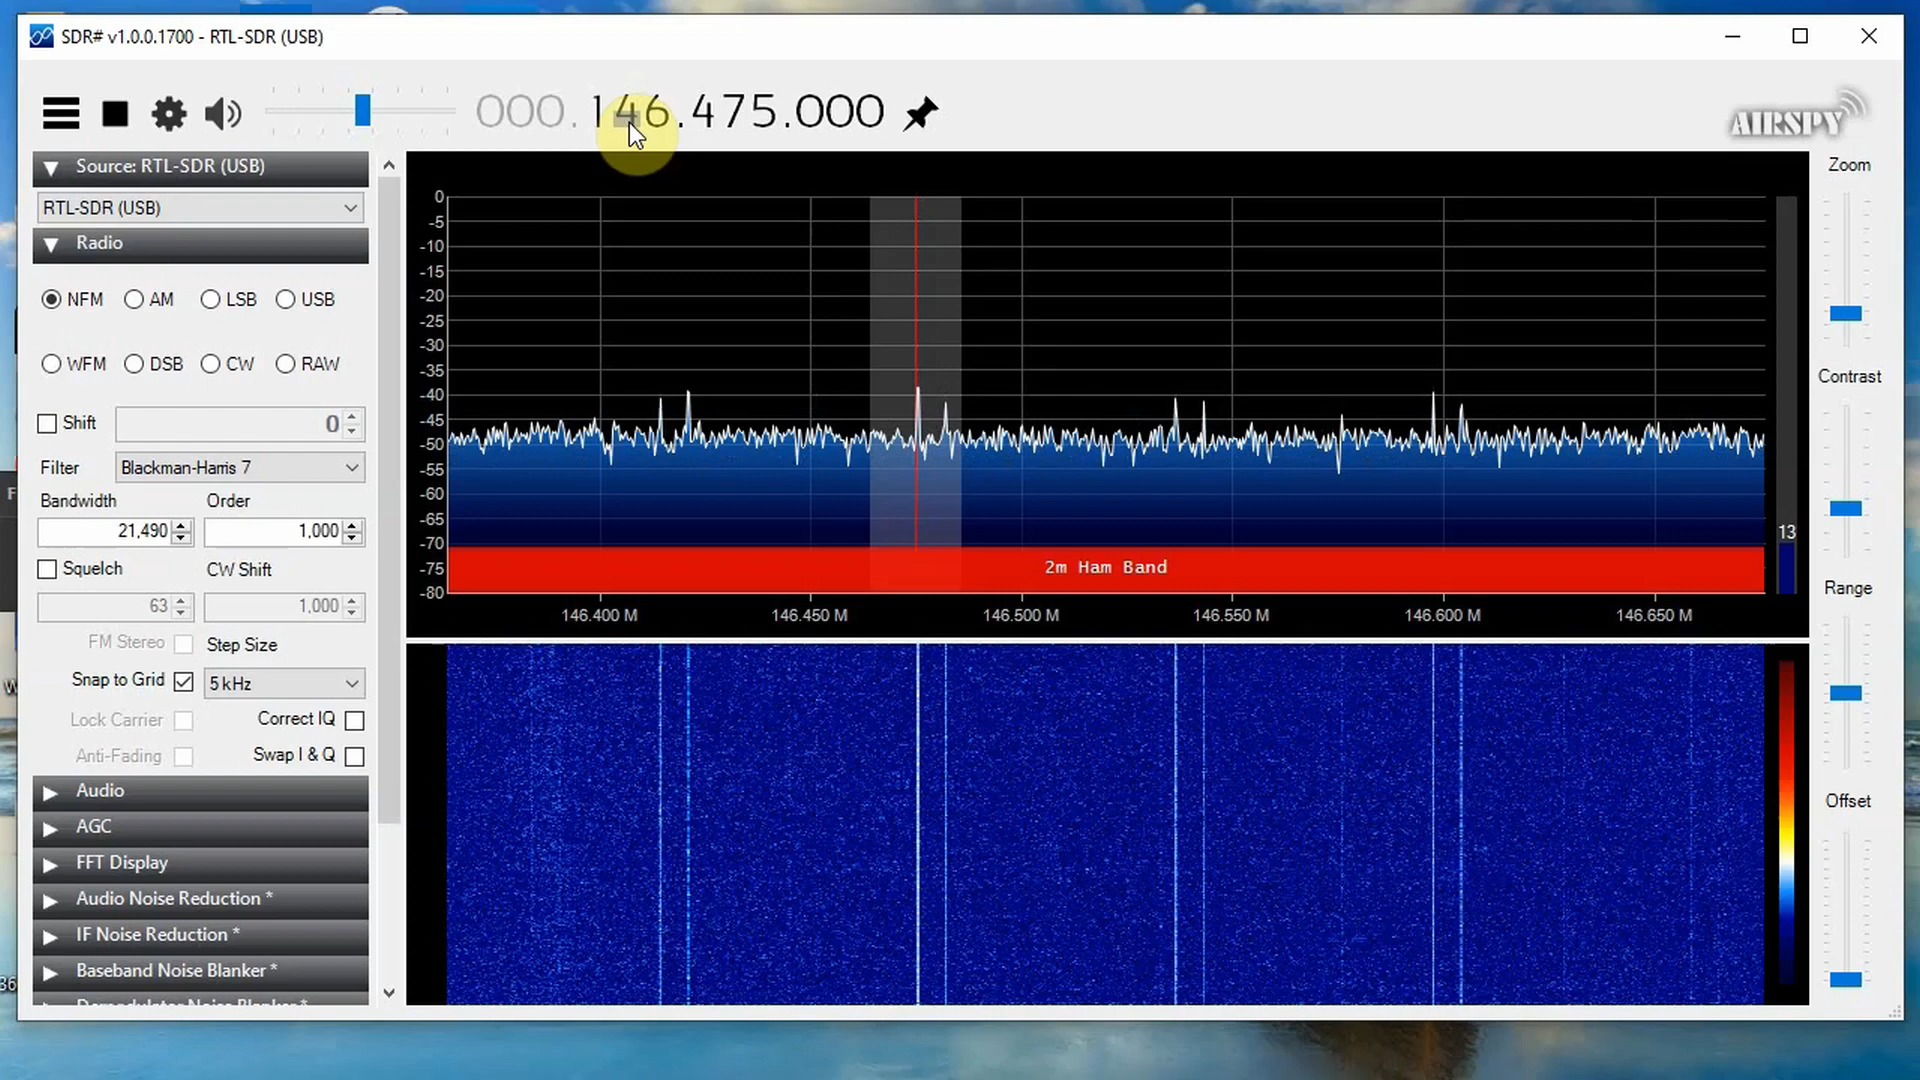 SDR# v1.0.0.1700 - RTL-SDR (USB)
000.146.475.000
AIRSPY
Source: RTL-SDR (USB)
RTL-SDR (USB)
Radio
NFM AM LSB USB
WFM DSB CW RAW
Shift 0
Filter Blackman-Harris 7
Bandwidth Order
21,490 1,000
Squelch CW Shift
63 1,000
FM Stereo Step Size
Snap to Grid 5 kHz
Lock Carrier Correct IQ
Anti-Fading Swap I & Q
Audio
AGC
FFT Display
Audio Noise Reduction *
IF Noise Reduction *
Baseband Noise Blanker *
Demodulator Noise Blanker *
0
-5
-10
-15
-20
-25
-30
-35
-40
-45
-50
-55
-60
-65
-70
-75
-80
2m Ham Band
13
146.400 M 146.450 M 146.500 M 146.550 M 146.600 M 146.650 M
Zoom
Contrast
Range
Offset